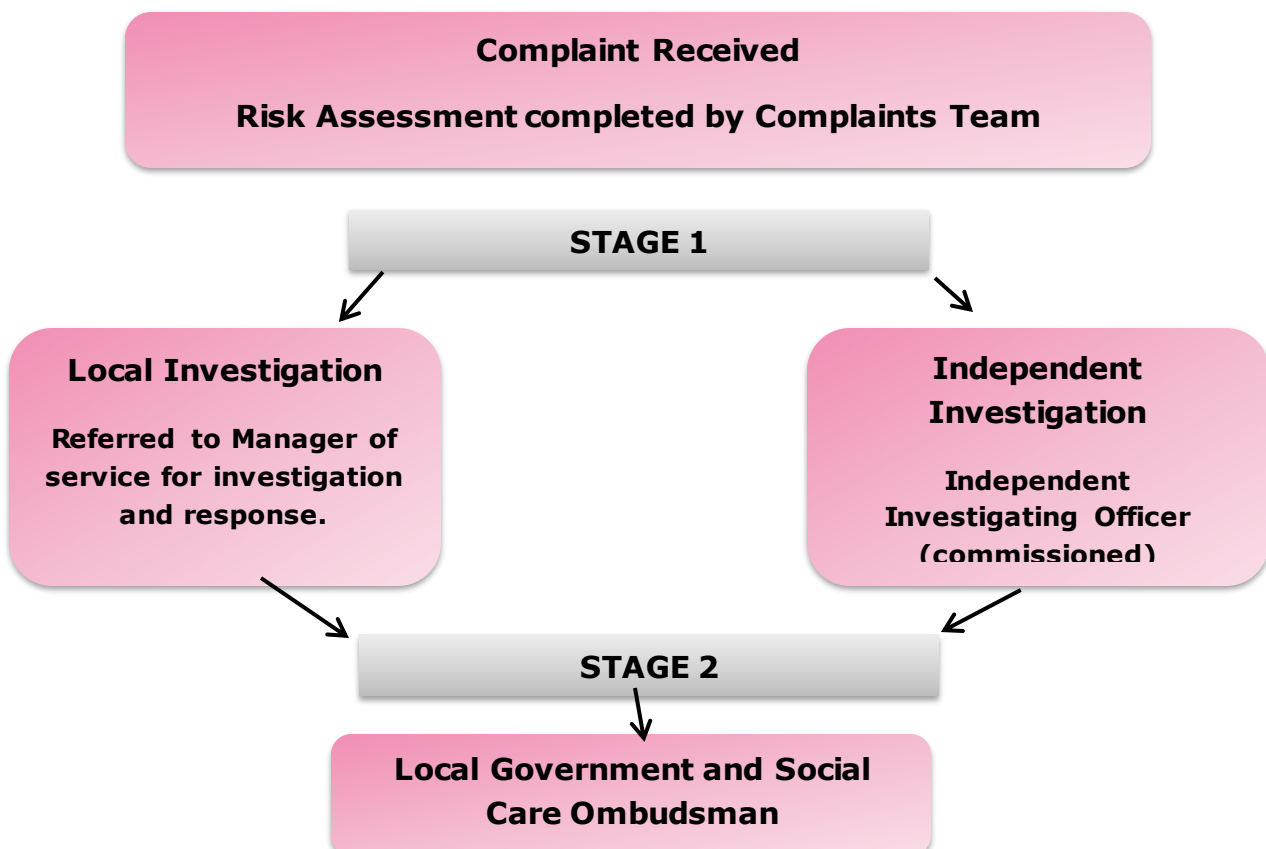 Complaint Received
Risk Assessment completed by Complaints Team
STAGE 1
Local Investigation
Referred to Manager of
service for investigation
and response.
Independent
Investigation
Independent
Investigating Officer
(commissioned)
STAGE 2
Local Government and Social
Care Ombudsman